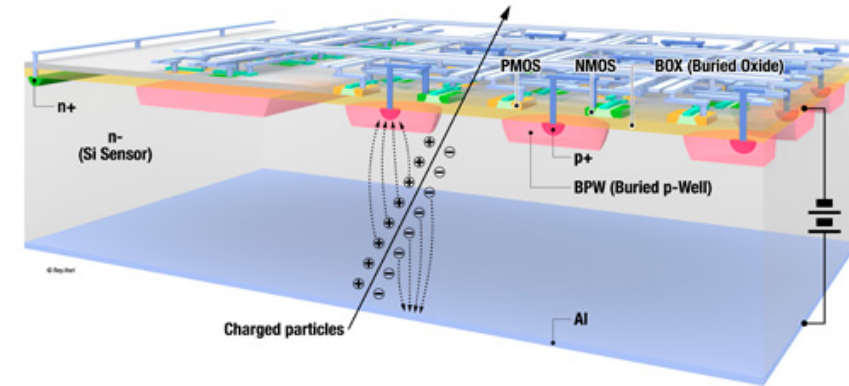 PMOS
NMOS
BOX (Buried Oxide)
n+
n-
(Si Sensor)
p+
BPW (Buried p-Well)
Al
Charged particles